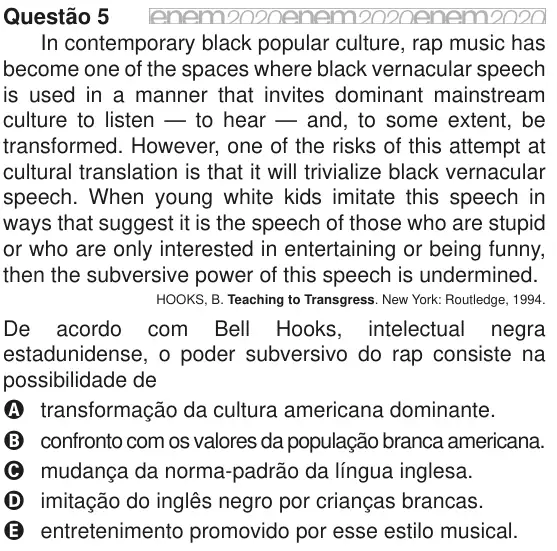 Questão 5 enem2020enem2020enem2020
In contemporary black popular culture, rap music has
become one of the spaces where black vernacular speech
is used in a manner that invites dominant mainstream
culture to listen — to hear — and, to some extent, be
transformed. However, one of the risks of this attempt at
cultural translation is that it will trivialize black vernacular
speech. When young white kids imitate this speech in
ways that suggest it is the speech of those who are stupid
or who are only interested in entertaining or being funny,
then the subversive power of this speech is undermined.
HOOKS, B. Teaching to Transgress. New York: Routledge, 1994.
De acordo com Bell Hooks, intelectual negra
estadunidense, o poder subversivo do rap consiste na
possibilidade de
A transformação da cultura americana dominante.
B confronto com os valores da população branca americana.
C mudança da norma-padrão da língua inglesa.
D imitação do inglês negro por crianças brancas.
E entretenimento promovido por esse estilo musical.